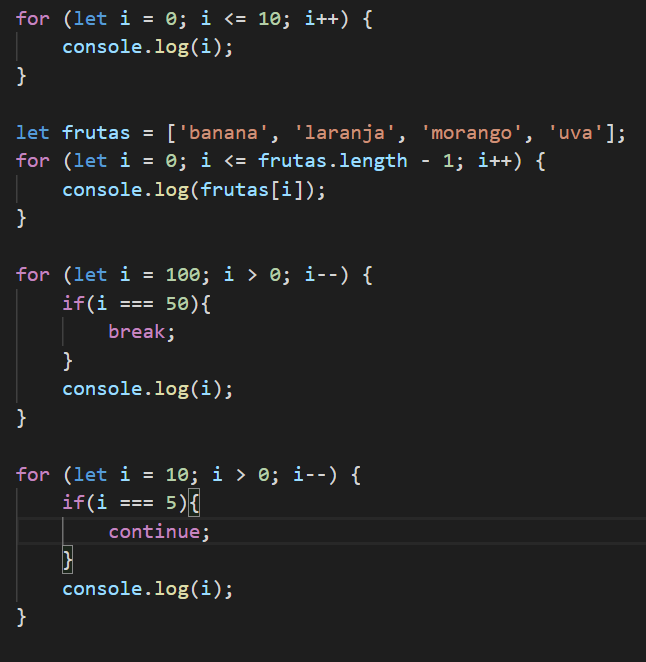 for (let i = 0; i <= 10; i++) {
    console.log(i);
}

let frutas = ['banana', 'laranja', 'morango', 'uva'];
for (let i = 0; i <= frutas.length - 1; i++) {
    console.log(frutas[i]);
}

for (let i = 100; i > 0; i--) {
    if(i === 50){
        break;
    }
    console.log(i);
}

for (let i = 10; i > 0; i--) {
    if(i === 5){
        continue;
    }
    console.log(i);
}